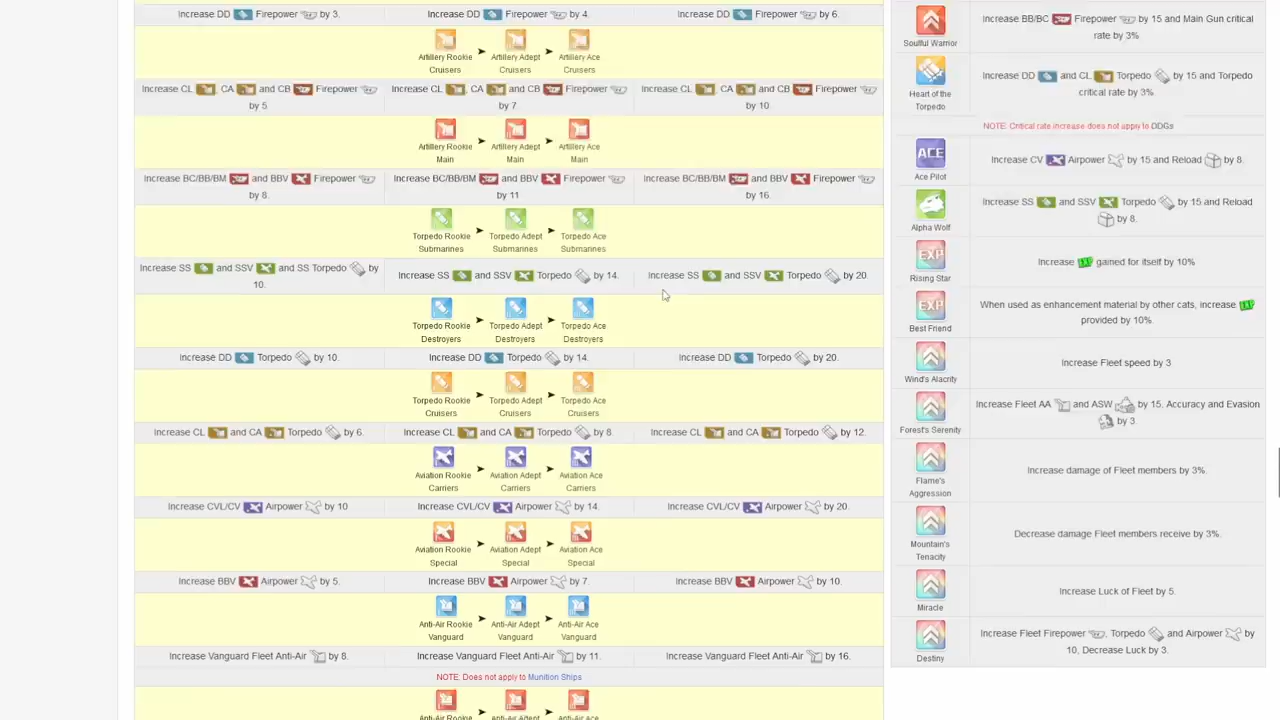 Increase DD Firepower by 3.
Increase DD Firepower by 4.
Increase DD Firepower by 6.
Artillery Rookie
Cruisers
Artillery Adept
Cruisers
Artillery Ace
Cruisers
Increase CL , CA and CB Firepower
by 5
Increase CL , CA and CB Firepower
by 7
Increase CL , CA and CB Firepower
by 10
Artillery Rookie
Main
Artillery Adept
Main
Artillery Ace
Main
Increase BC/BB/BM and BBV Firepower
by 8.
Increase BC/BB/BM and BBV Firepower
by 11
Increase BC/BB/BM and BBV Firepower
by 16.
Torpedo Rookie
Submarines
Torpedo Adept
Submarines
Torpedo Ace
Submarines
Increase SS and SSV and SS Torpedo by
10.
Increase SS and SSV Torpedo by 14.
Increase SS and SSV Torpedo by 20.
Torpedo Rookie
Destroyers
Torpedo Adept
Destroyers
Torpedo Ace
Destroyers
Increase DD Torpedo by 10.
Increase DD Torpedo by 14.
Increase DD Torpedo by 20.
Torpedo Rookie
Cruisers
Torpedo Adept
Cruisers
Torpedo Ace
Cruisers
Increase CL and CA Torpedo by 6.
Increase CL and CA Torpedo by 8.
Increase CL and CA Torpedo by 12.
Aviation Rookie
Carriers
Aviation Adept
Carriers
Aviation Ace
Carriers
Increase CVL/CV Airpower by 10
Increase CVL/CV Airpower by 14.
Increase CVL/CV Airpower by 20.
Aviation Rookie
Special
Aviation Adept
Special
Aviation Ace
Special
Increase BBV Airpower by 5.
Increase BBV Airpower by 7.
Increase BBV Airpower by 10.
Anti-Air Rookie
Vanguard
Anti-Air Adept
Vanguard
Anti-Air Ace
Vanguard
Increase Vanguard Fleet Anti-Air by 8.
Increase Vanguard Fleet Anti-Air by 11.
Increase Vanguard Fleet Anti-Air by 16.
NOTE: Does not apply to Munition Ships
Anti-Air Rookie
Anti-Air Adept
Anti-Air Ace
Soulful Warrior
Increase BB/BC Firepower by 15 and Main Gun critical
rate by 3%
Heart of the
Torpedo
Increase DD and CL Torpedo by 15 and Torpedo
critical rate by 3%.
NOTE: Critical rate increase does not apply to DDGs
ACE
Ace Pilot
Increase CV Airpower by 15 and Reload by 8.
Alpha Wolf
Increase SS and SSV Torpedo by 15 and Reload
by 8.
EXP
Rising Star
Increase gained for itself by 10%
EXP
Best Friend
When used as enhancement material by other cats, increase
provided by 10%.
Wind's Alacrity
Increase Fleet speed by 3
Forest's Serenity
Increase Fleet AA and ASW by 15. Accuracy and Evasion
by 3.
Flame's
Aggression
Increase damage of Fleet members by 3%.
Mountain's
Tenacity
Decrease damage Fleet members receive by 3%.
Miracle
Increase Luck of Fleet by 5.
Destiny
Increase Fleet Firepower , Torpedo and Airpower by
10, Decrease Luck by 3.